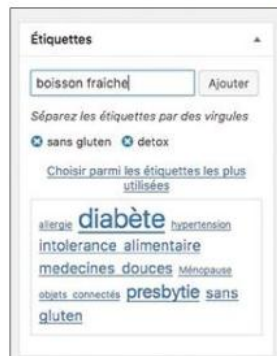 Étiquettes
boisson fraiche Ajouter
Séparez les étiquettes par des virgules
sans gluten detox
Choisir parmi les étiquettes les plus
utilisées
allergie diabète hypertension
intolerance alimentaire
medecines douces Ménopause
objets connectés presbytie sans
gluten